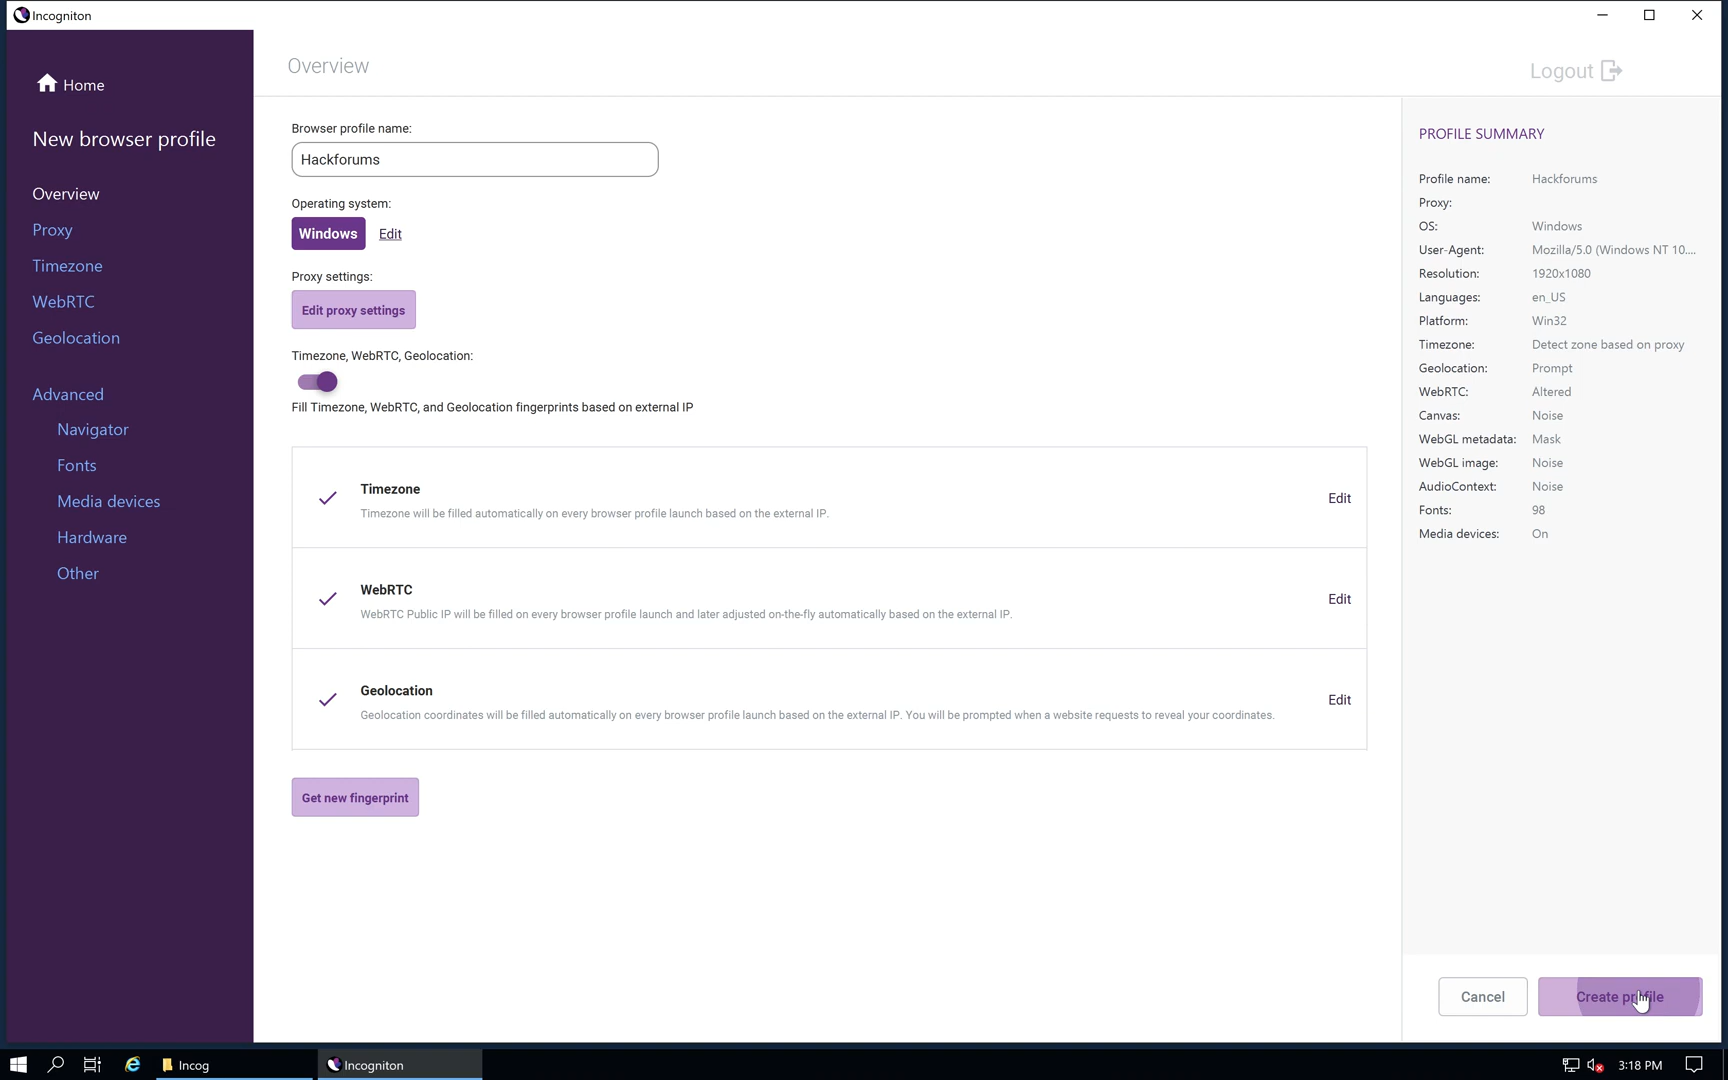 Incogniton
Home
New browser profile
Overview
Proxy
Timezone
WebRTC
Geolocation
Advanced
Navigator
Fonts
Media devices
Hardware
Other
Overview
Logout
Browser profile name:
Hackforums
Operating system:
Windows Edit
Proxy settings:
Edit proxy settings
Timezone, WebRTC, Geolocation:
Fill Timezone, WebRTC, and Geolocation fingerprints based on external IP
Timezone
Timezone will be filled automatically on every browser profile launch based on the external IP.
Edit
WebRTC
WebRTC Public IP will be filled on every browser profile launch and later adjusted on-the-fly automatically based on the external IP.
Edit
Geolocation
Geolocation coordinates will be filled automatically on every browser profile launch based on the external IP. You will be prompted when a website requests to reveal your coordinates.
Edit
Get new fingerprint
PROFILE SUMMARY
Profile name: Hackforums
Proxy:
OS: Windows
User-Agent: Mozilla/5.0 (Windows NT 10....
Resolution: 1920x1080
Languages: en_US
Platform: Win32
Timezone: Detect zone based on proxy
Geolocation: Prompt
WebRTC: Altered
Canvas: Noise
WebGL metadata: Mask
WebGL image: Noise
AudioContext: Noise
Fonts: 98
Media devices: On
Cancel
Create profile
Incog
Incogniton
3:18 PM